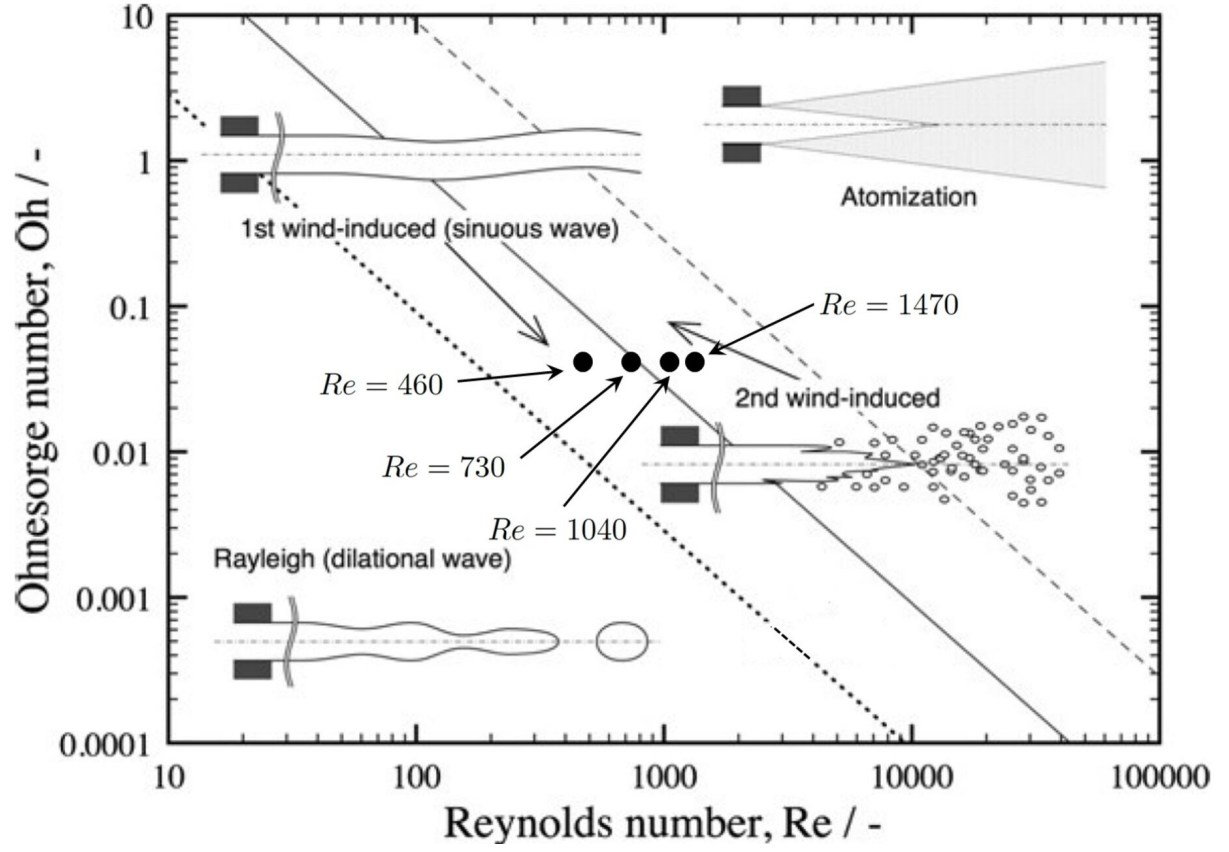 10
1
0.1
0.01
0.001
0.0001
Ohnesorge number, Oh / -
Atomization
1st wind-induced (sinuous wave)
Re = 1470
Re = 460
2nd wind-induced
Re = 730
Re = 1040
Rayleigh (dilational wave)
10
100
1000
10000
100000
Reynolds number, Re / -